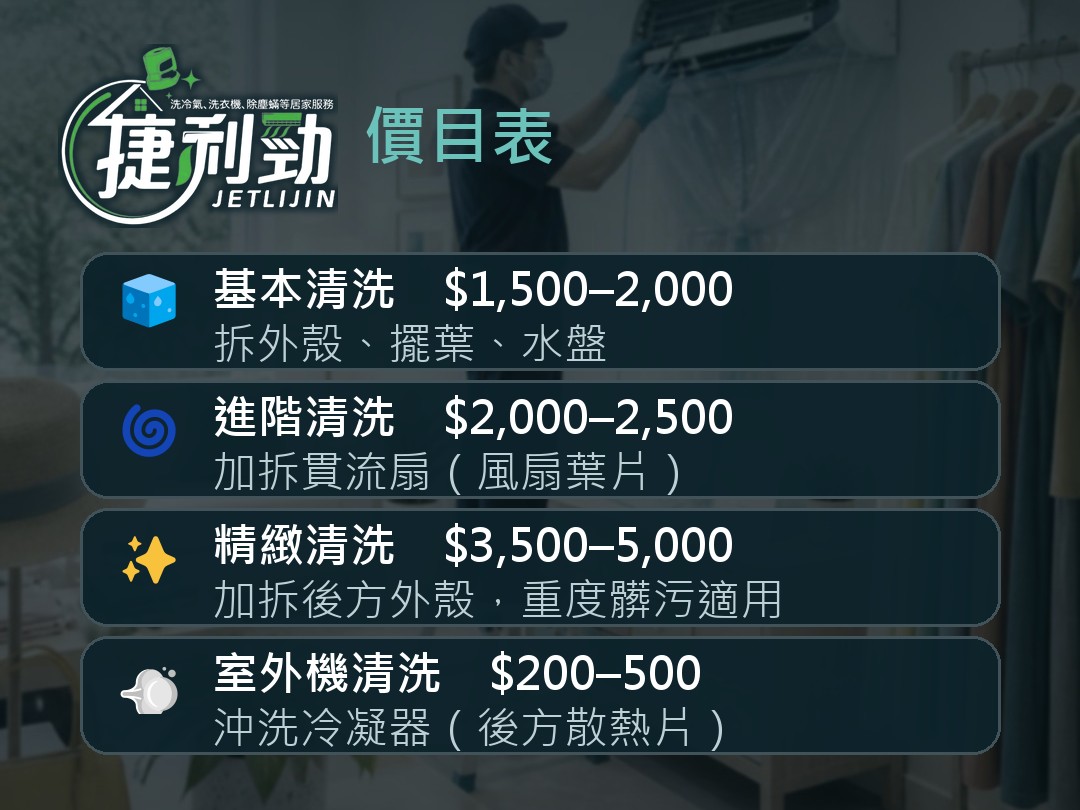 洗冷氣、洗衣機、除塵蟎等居家服務
捷利勁
JETLIJIN
價目表
基本清洗 $1,500–2,000
拆外殼、擺葉、水盤
進階清洗 $2,000–2,500
加拆貫流扇（風扇葉片）
精緻清洗 $3,500–5,000
加拆後方外殼，重度髒污適用
室外機清洗 $200–500
沖洗冷凝器（後方散熱片）